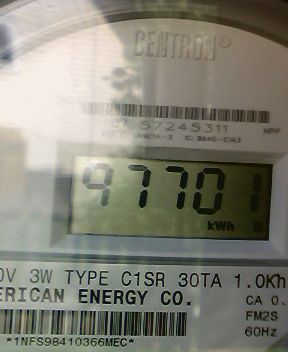 CENTRON®
57245311
97701
kWh
0V 3W TYPE C1SR 30TA 1.0Kh
ERICAN ENERGY CO.
CA 0.
FM2S
60Hz
*1NFS98410366MEC*